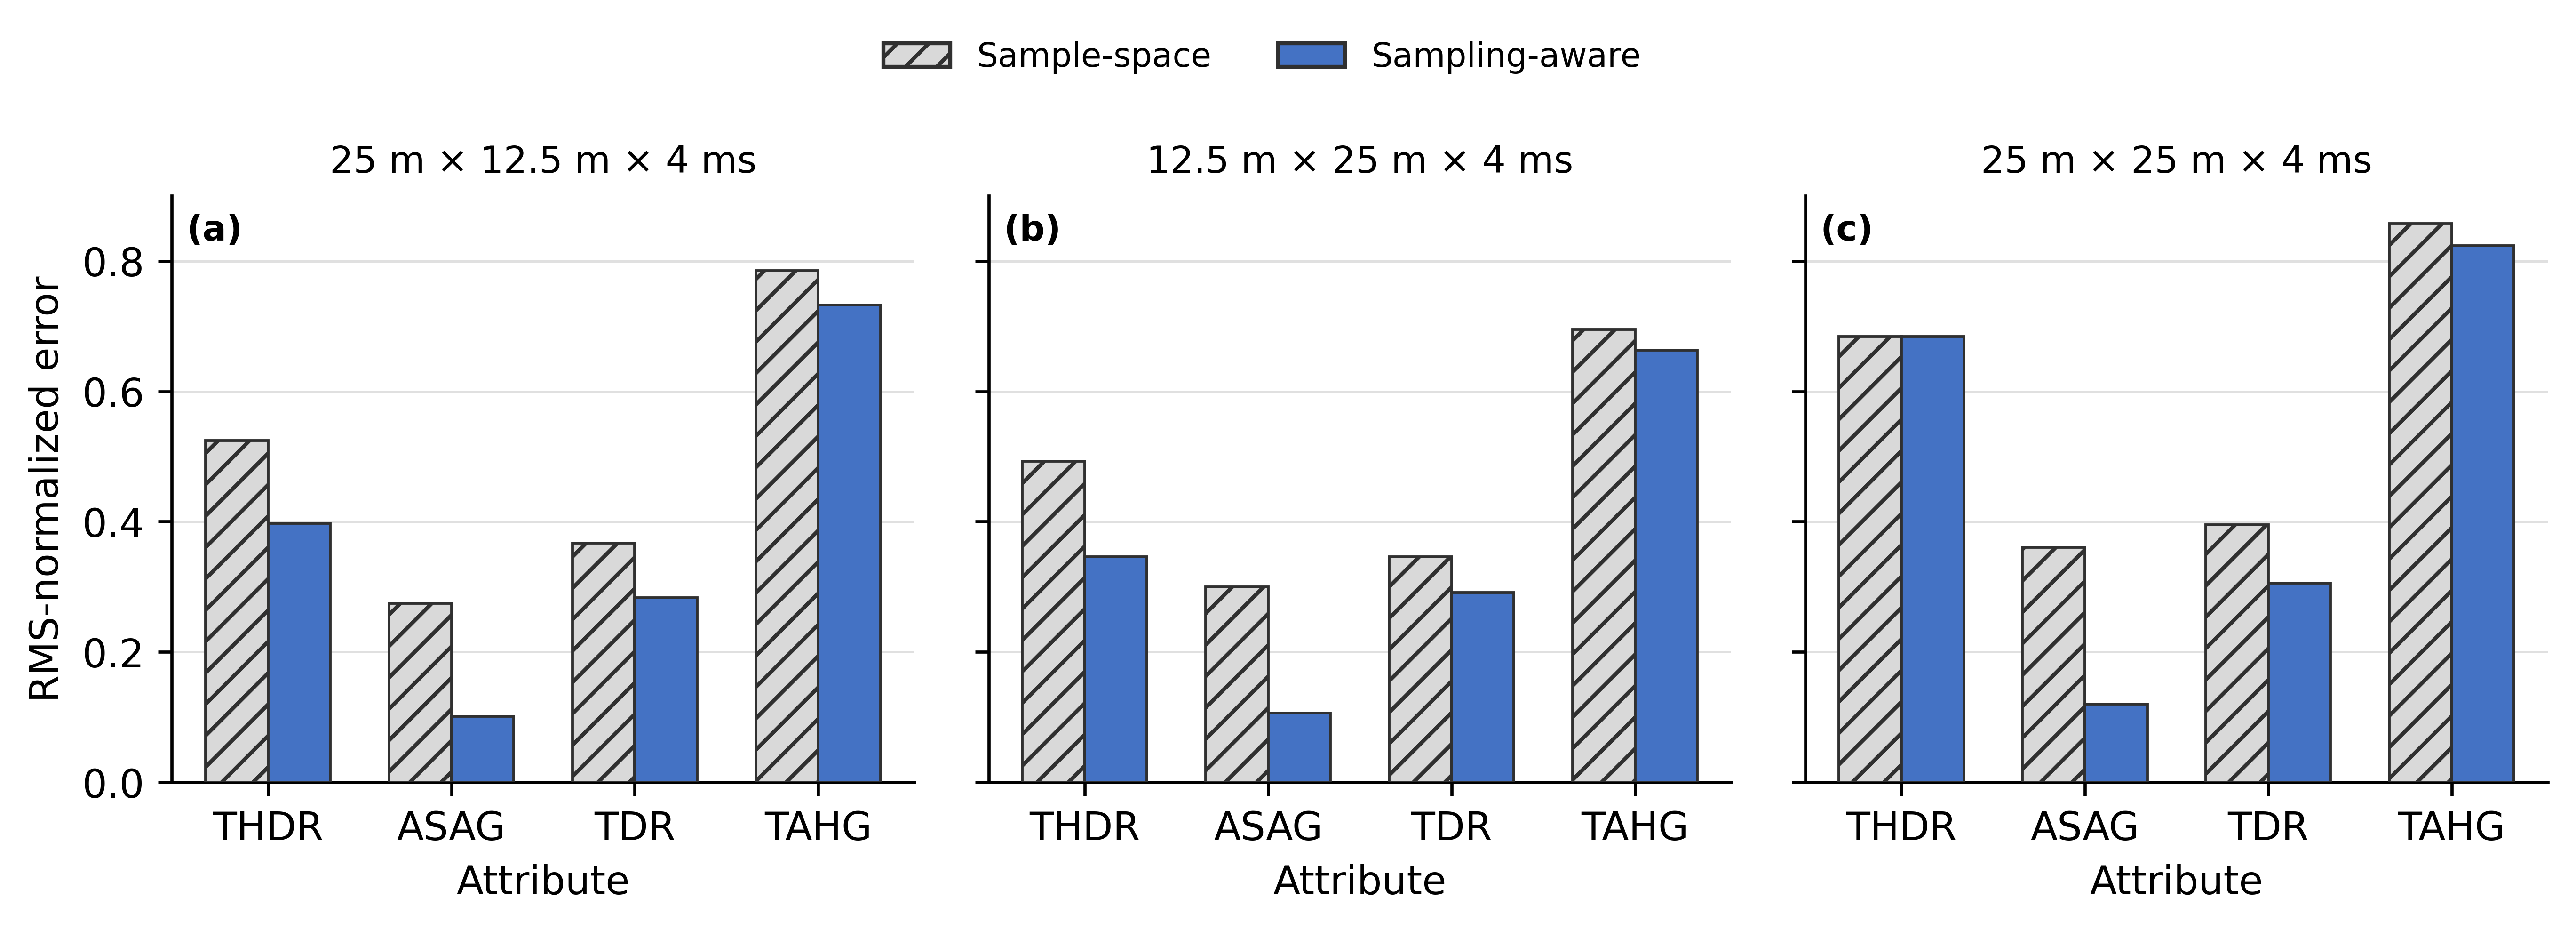 Sample-space Sampling-aware
25 m × 12.5 m × 4 ms
12.5 m × 25 m × 4 ms
25 m × 25 m × 4 ms
(a)
(b)
(c)
RMS-normalized error
0.8
0.6
0.4
0.2
0.0
THDR ASAG TDR TAHG
THDR ASAG TDR TAHG
THDR ASAG TDR TAHG
Attribute
Attribute
Attribute